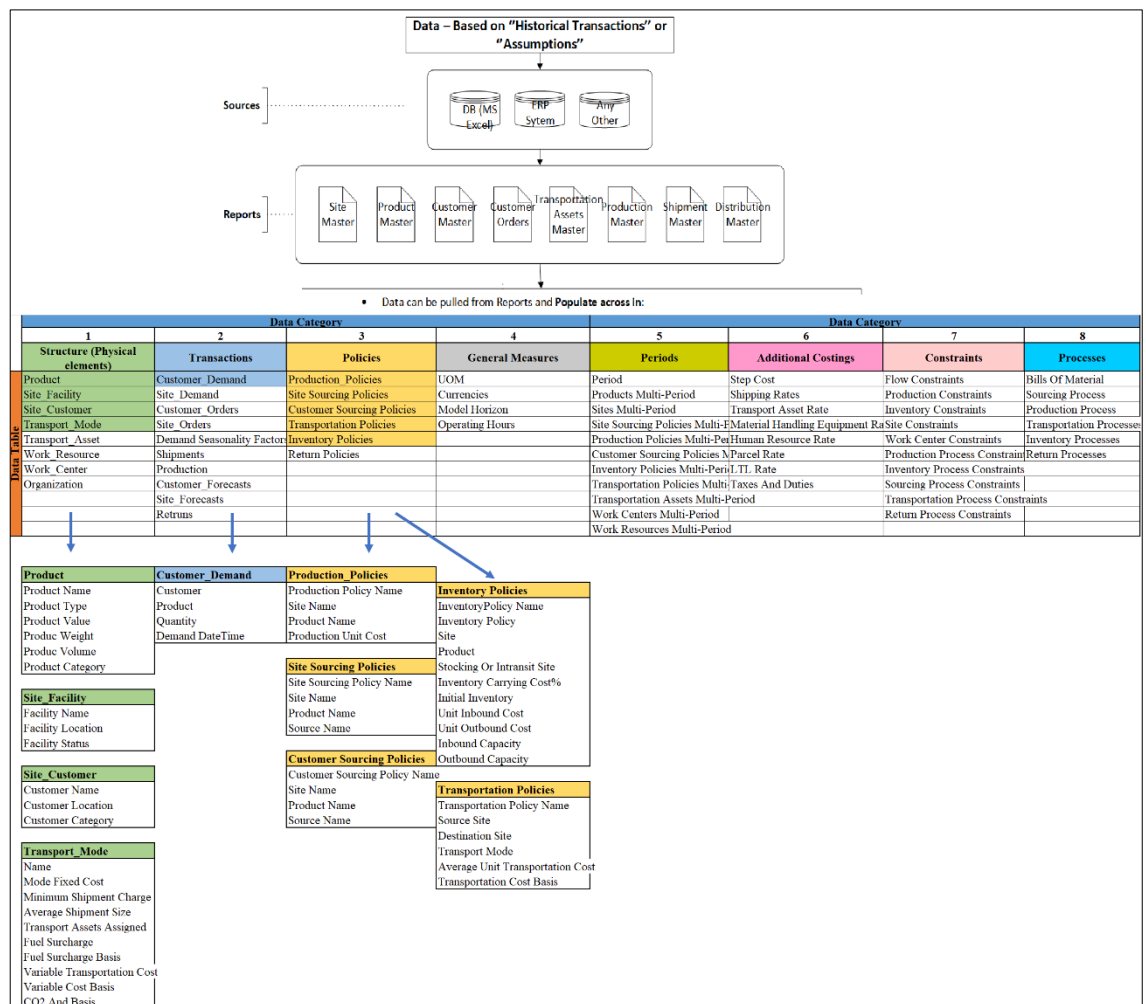 Data – Based on "Historical Transactions" or
"Assumptions"
Sources
DB (MS
Excel)
ERP
Sytem
Any
Other
Reports
Site
Master
Product
Master
Customer
Master
Customer
Orders
Transportation
Assets
Master
Production
Master
Shipment
Master
Distribution
Master
• Data can be pulled from Reports and Populate across In:
Data Category
Data Category
1 2 3 4 5 6 7 8
Structure (Physical
elements)
Transactions
Policies
General Measures
Periods
Additional Costings
Constraints
Processes
Data Table
Product Customer_Demand Production_Policies UOM Period Step Cost Flow Constraints Bills Of Material
Site_Facility Site_Demand Site Sourcing Policies Currencies Products Multi-Period Shipping Rates Production Constraints Sourcing Process
Site_Customer Customer_Orders Customer Sourcing Policies Model Horizon Sites Multi-Period Transport Asset Rate Inventory Constraints Production Process
Transport_Mode Site_Orders Transportation Policies Operating Hours Site Sourcing Policies Multi-P Material Handling Equipment Ra Site Constraints Transportation Processes
Transport_Asset Demand Seasonality Factors Inventory Policies Production Policies Multi-Per Human Resource Rate Work Center Constraints Inventory Processes
Work_Resource Shipments Return Policies Customer Sourcing Policies M Parcel Rate Production Process Constraint Return Processes
Work_Center Production Inventory Policies Multi-Peri LTL Rate Inventory Process Constraints
Organization Customer_Forecasts Transportation Policies Multi- Taxes And Duties Sourcing Process Constraints
Site_Forecasts Transportation Assets Multi-Period Transportation Process Constraints
Retruns Work Centers Multi-Period Return Process Constraints
Work Resources Multi-Period
Product
Product Name
Product Type
Product Value
Produc Weight
Produc Volume
Product Category
Site_Facility
Facility Name
Facility Location
Facility Status
Site_Customer
Customer Name
Customer Location
Customer Category
Transport_Mode
Name
Mode Fixed Cost
Minimum Shipment Charge
Average Shipment Size
Transport Assets Assigned
Fuel Surcharge
Fuel Surcharge Basis
Variable Transportation Cost
Variable Cost Basis
CO2 And Basis
Customer_Demand
Customer
Product
Quantity
Demand DateTime
Production_Policies
Production Policy Name
Site Name
Product Name
Production Unit Cost
Site Sourcing Policies
Site Sourcing Policy Name
Site Name
Product Name
Source Name
Customer Sourcing Policies
Customer Sourcing Policy Name
Site Name
Product Name
Source Name
Inventory Policies
InventoryPolicy Name
Inventory Policy
Site
Product
Stocking Or Intransit Site
Inventory Carrying Cost%
Initial Inventory
Unit Inbound Cost
Unit Outbound Cost
Inbound Capacity
Outbound Capacity
Transportation Policies
Transportation Policy Name
Source Site
Destination Site
Transport Mode
Average Unit Transportation Cost
Transportation Cost Basis